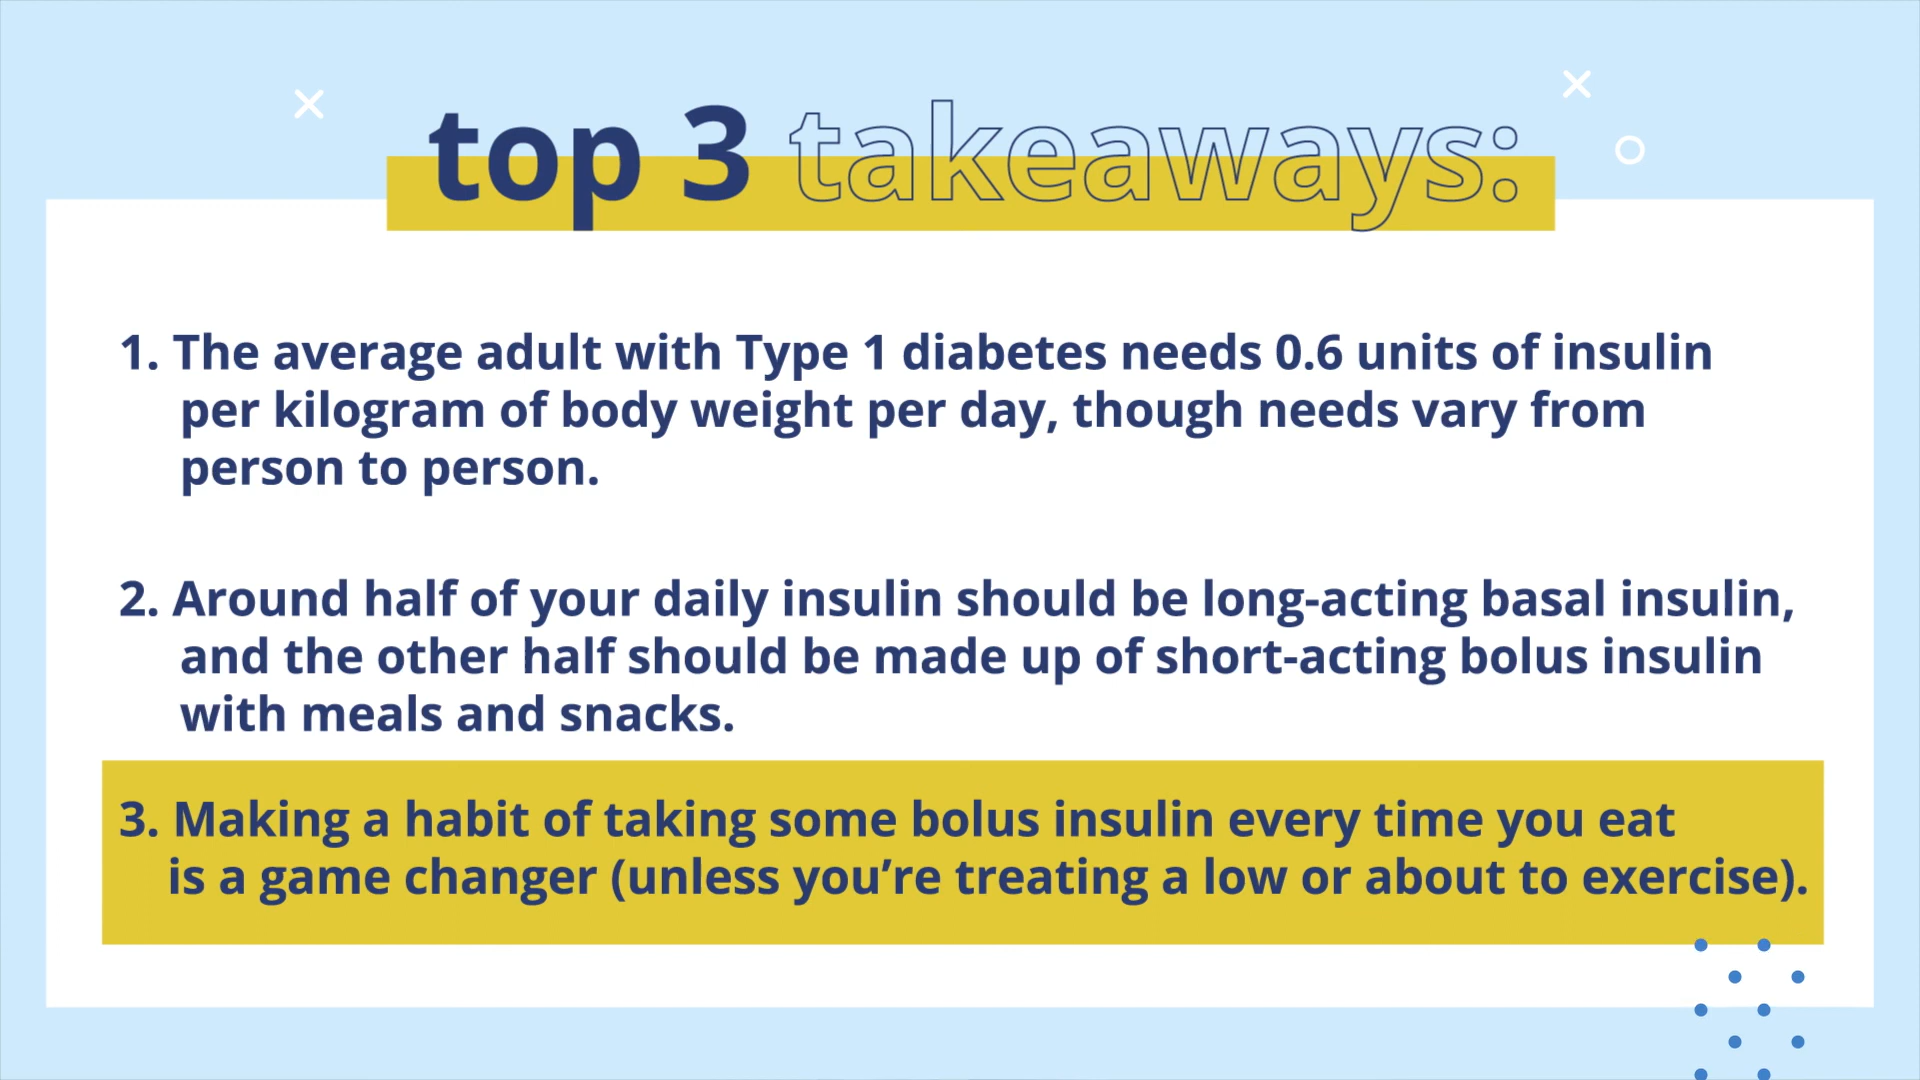 top 3 takeaways:
1. The average adult with Type 1 diabetes needs 0.6 units of insulin
per kilogram of body weight per day, though needs vary from
person to person.
2. Around half of your daily insulin should be long-acting basal insulin,
and the other half should be made up of short-acting bolus insulin
with meals and snacks.
3. Making a habit of taking some bolus insulin every time you eat
is a game changer (unless you’re treating a low or about to exercise).